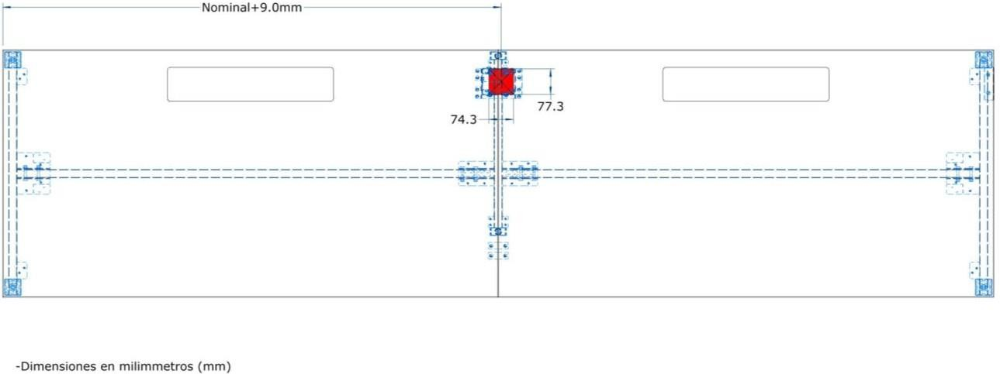 Nominal+9.0mm
77.3
74.3
-Dimensiones en milimmetros (mm)